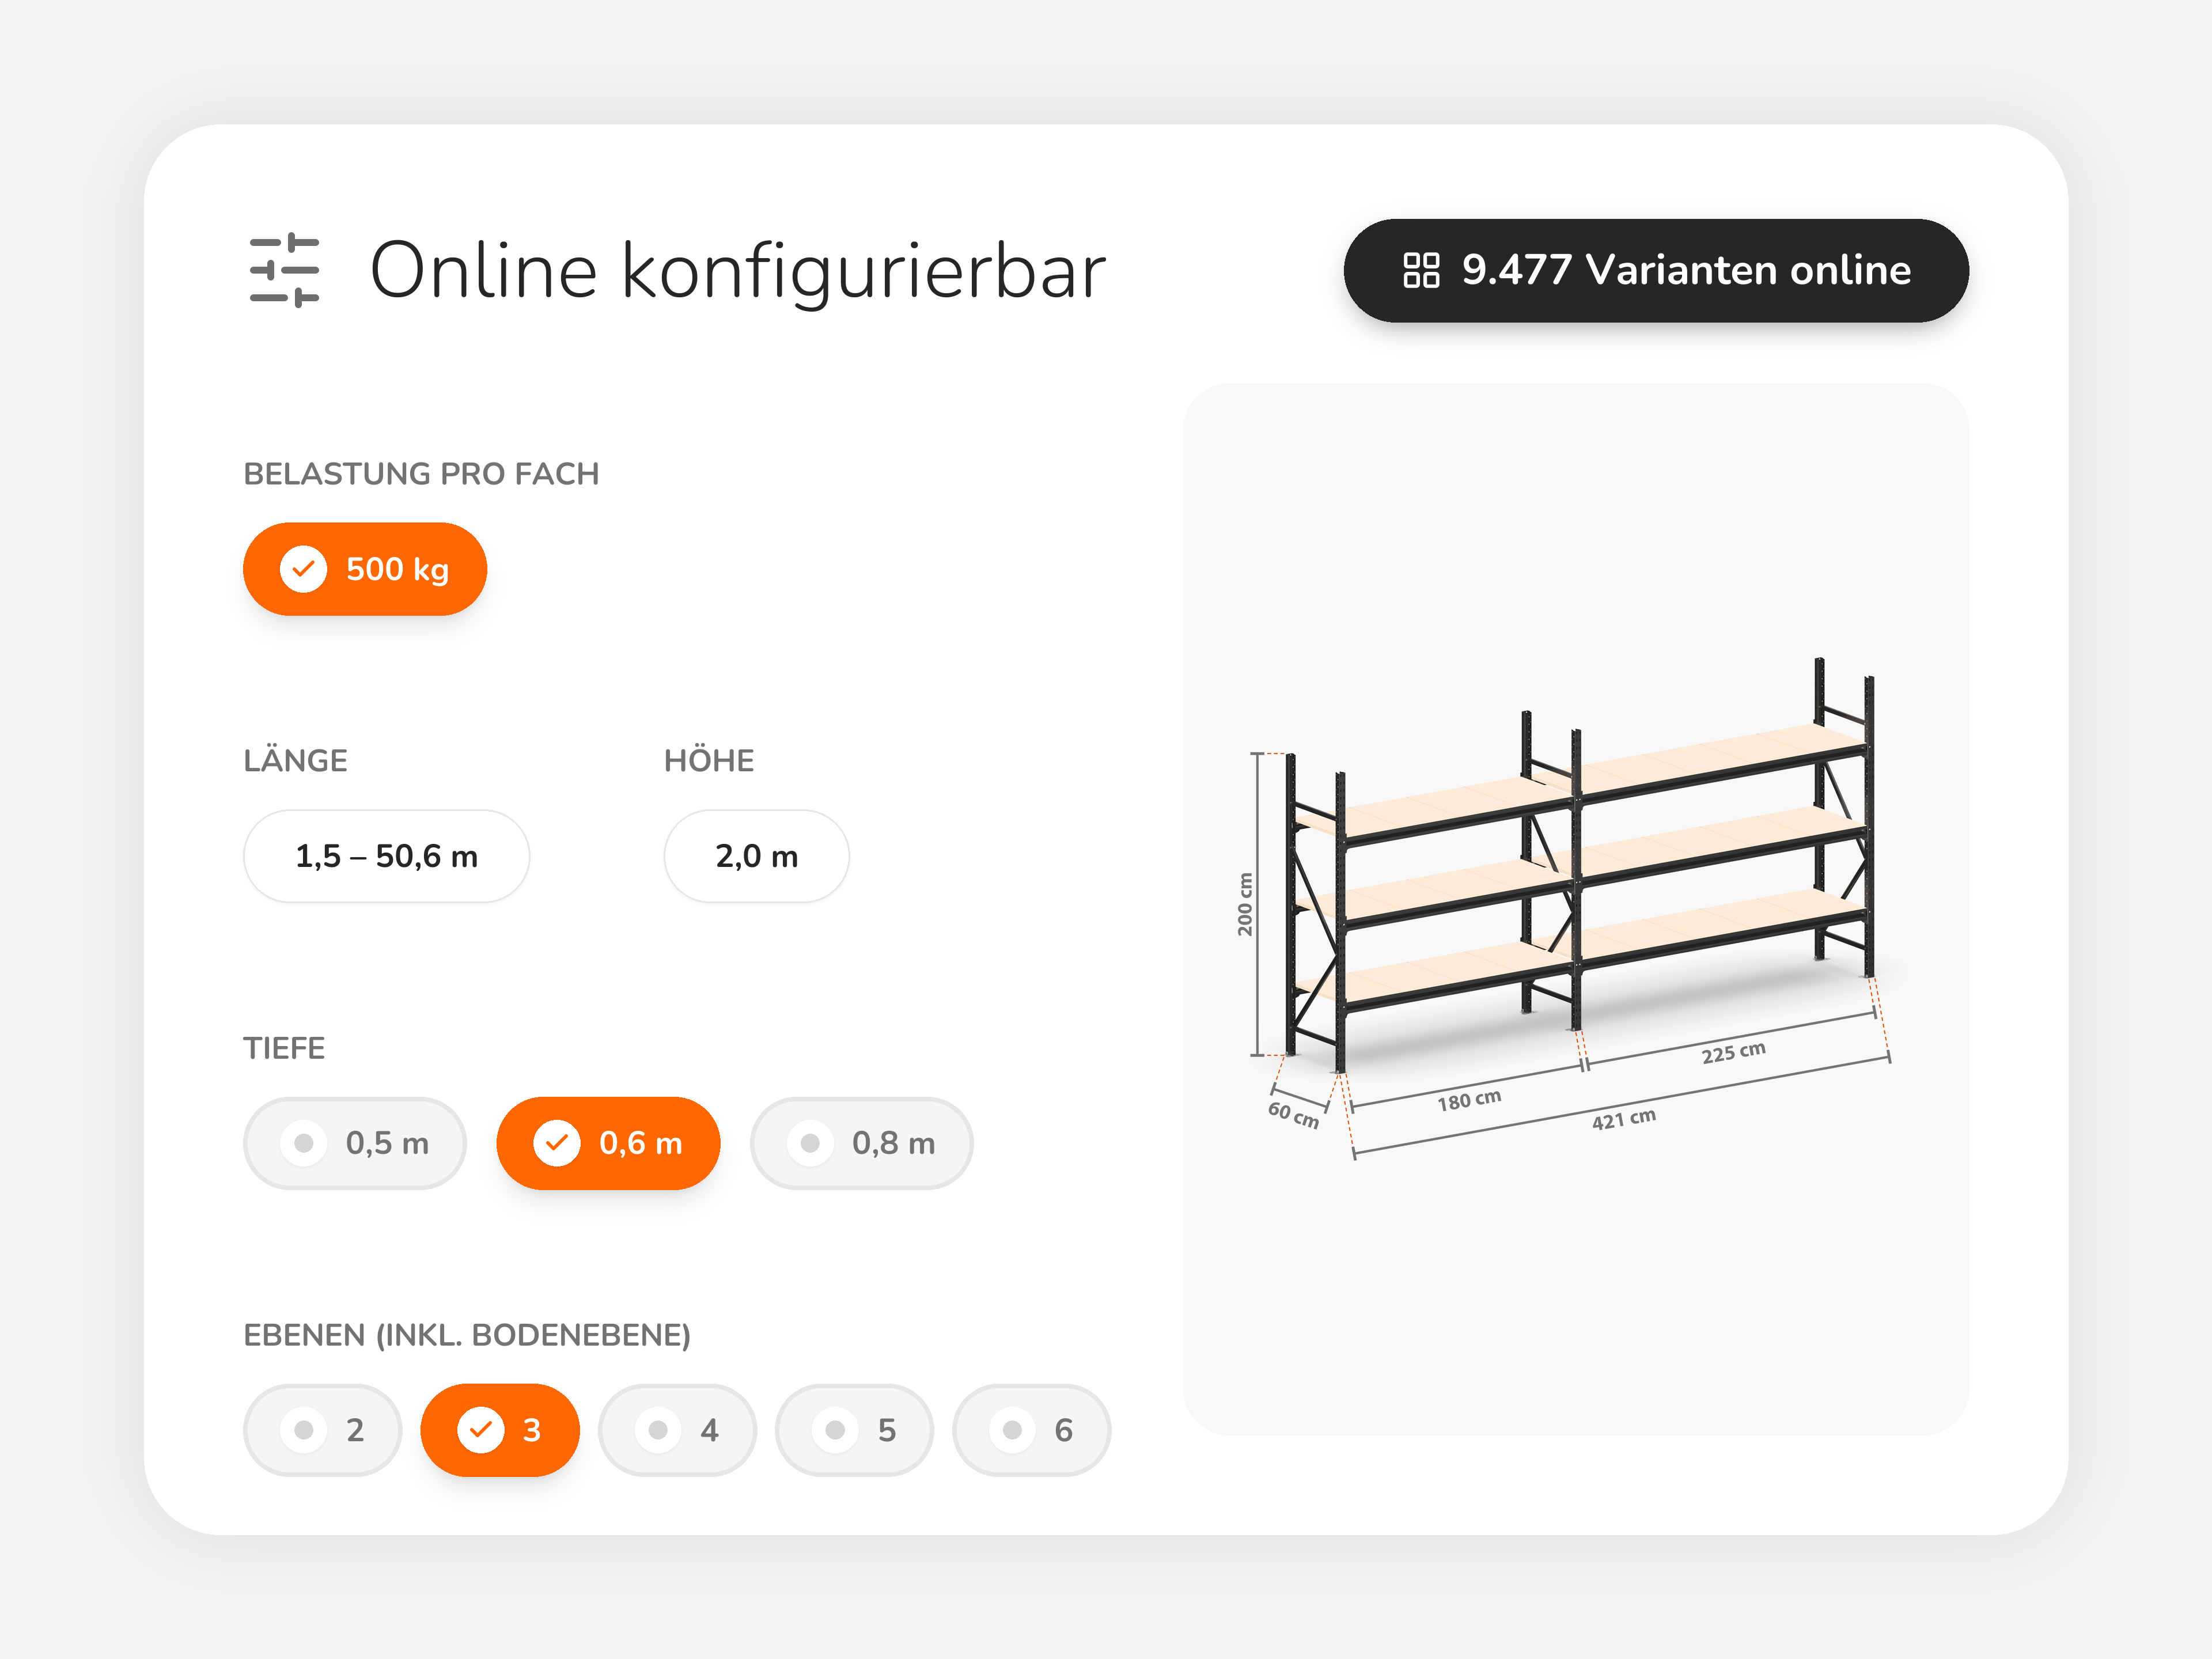 Online konfigurierbar
9.477 Varianten online
BELASTUNG PRO FACH
500 kg
LÄNGE
HÖHE
1,5 – 50,6 m
2,0 m
TIEFE
0,5 m
0,6 m
0,8 m
EBENEN (INKL. BODENEBENE)
2
3
4
5
6
200 cm
60 cm
180 cm
225 cm
421 cm